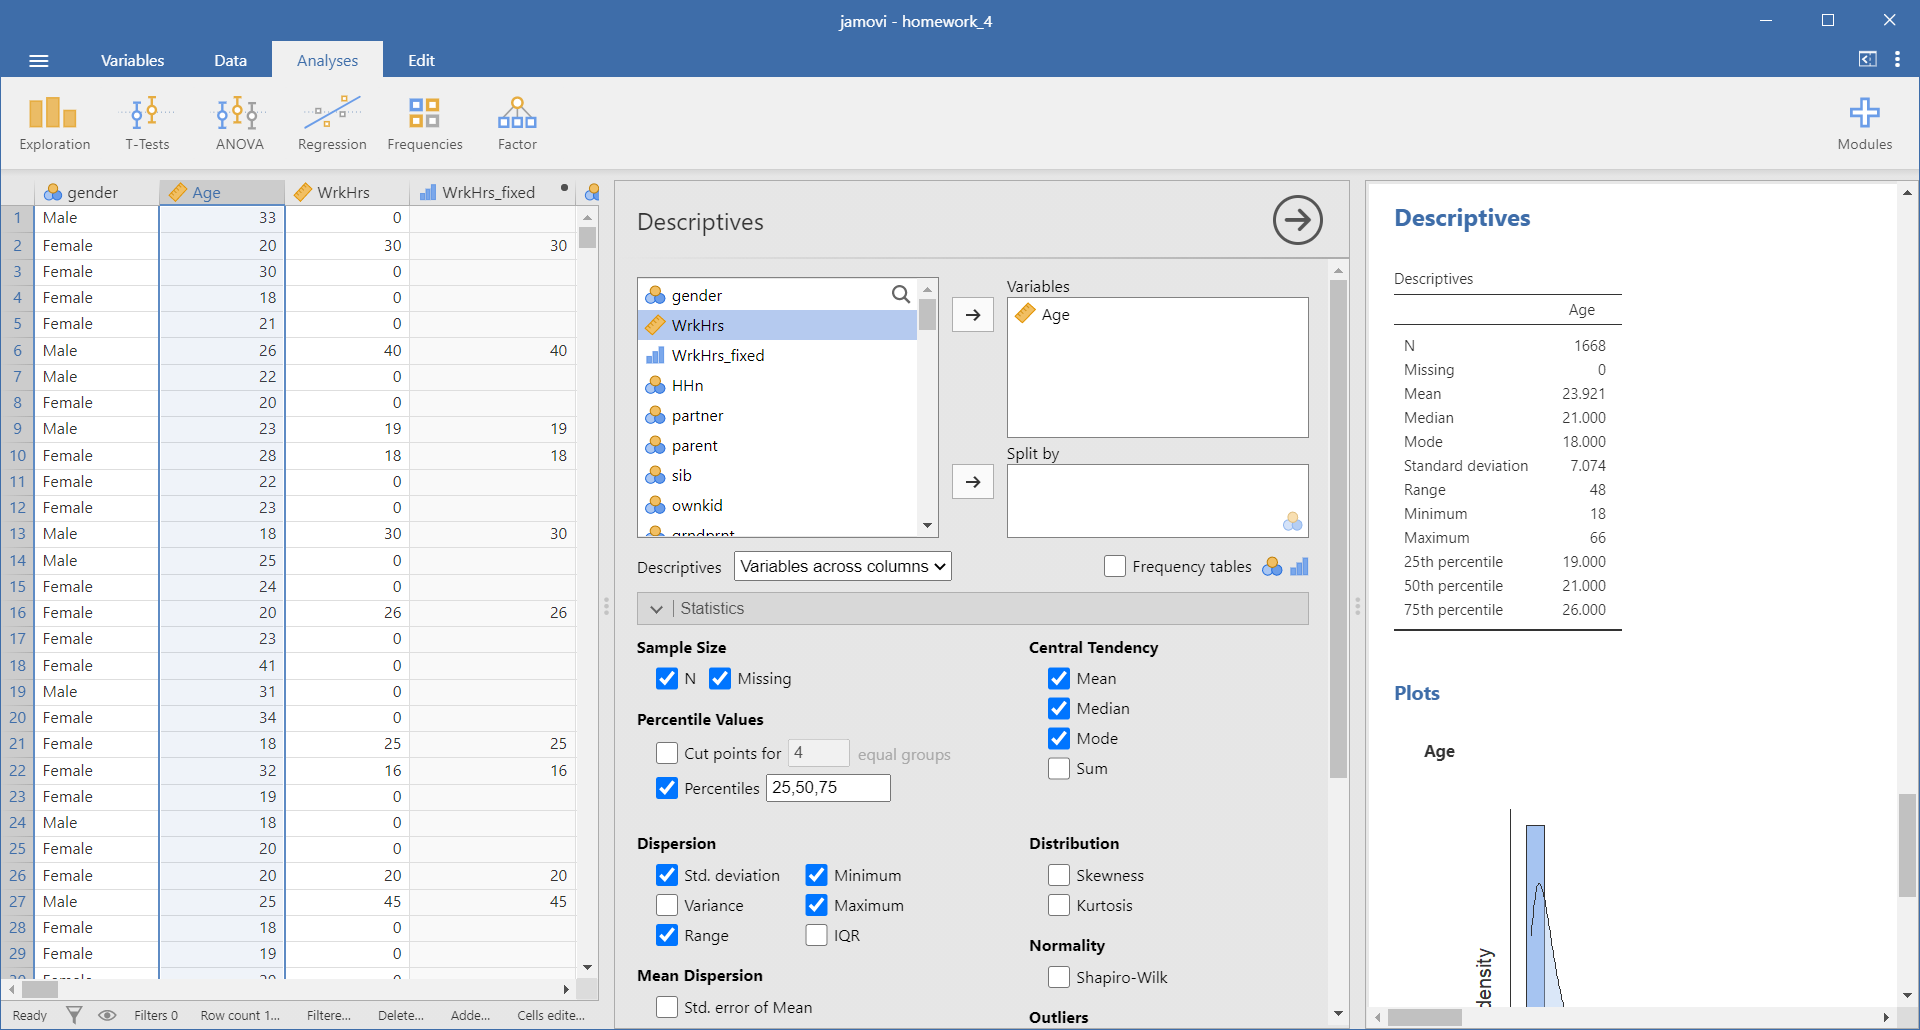 jamovi - homework_4
Variables Data Analyses Edit
Exploration T-Tests ANOVA Regression Frequencies Factor Modules
gender Age WrkHrs WrkHrs_fixed
1 Male 33 0
2 Female 20 30 30
3 Female 30 0
4 Female 18 0
5 Female 21 0
6 Male 26 40 40
7 Male 22 0
8 Female 20 0
9 Male 23 19 19
10 Female 28 18 18
11 Female 22 0
12 Female 23 0
13 Male 18 30 30
14 Male 25 0
15 Female 24 0
16 Female 20 26 26
17 Female 23 0
18 Female 41 0
19 Male 31 0
20 Female 34 0
21 Female 18 25 25
22 Female 32 16 16
23 Female 19 0
24 Male 18 0
25 Female 20 0
26 Female 20 20 20
27 Male 25 45 45
28 Female 18 0
29 Female 19 0
Ready Filters 0 Row count 1... Filtere... Delete... Adde... Cells edite...
Descriptives
gender
WrkHrs
WrkHrs_fixed
HHn
partner
parent
sib
ownkid
grndprnt
Variables
Age
Split by
Descriptives Variables across columns
Frequency tables
Statistics
Sample Size
N Missing
Percentile Values
Cut points for 4 equal groups
Percentiles 25,50,75
Dispersion
Std. deviation Minimum
Variance Maximum
Range IQR
Mean Dispersion
Std. error of Mean
Central Tendency
Mean
Median
Mode
Sum
Distribution
Skewness
Kurtosis
Normality
Shapiro-Wilk
Outliers
Descriptives
Descriptives
Age
N 1668
Missing 0
Mean 23.921
Median 21.000
Mode 18.000
Standard deviation 7.074
Range 48
Minimum 18
Maximum 66
25th percentile 19.000
50th percentile 21.000
75th percentile 26.000
Plots
Age
density